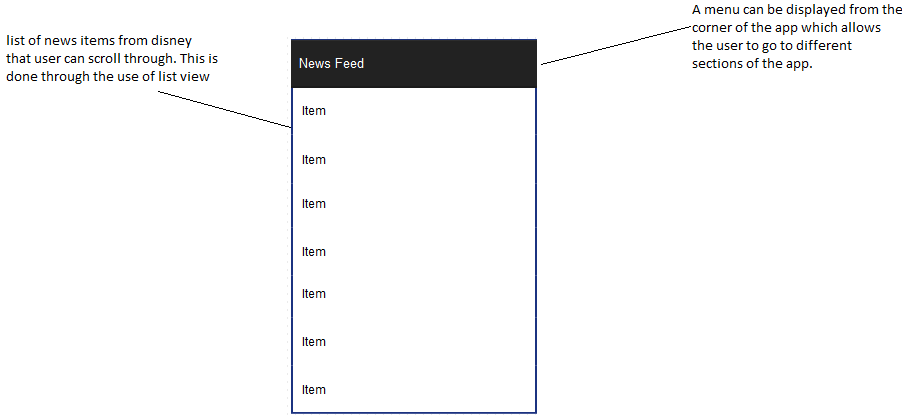 list of news items from disney
that user can scroll through. This is
done through the use of list view
News Feed
Item
Item
Item
Item
Item
Item
Item
A menu can be displayed from the
corner of the app which allows
the user to go to different
sections of the app.